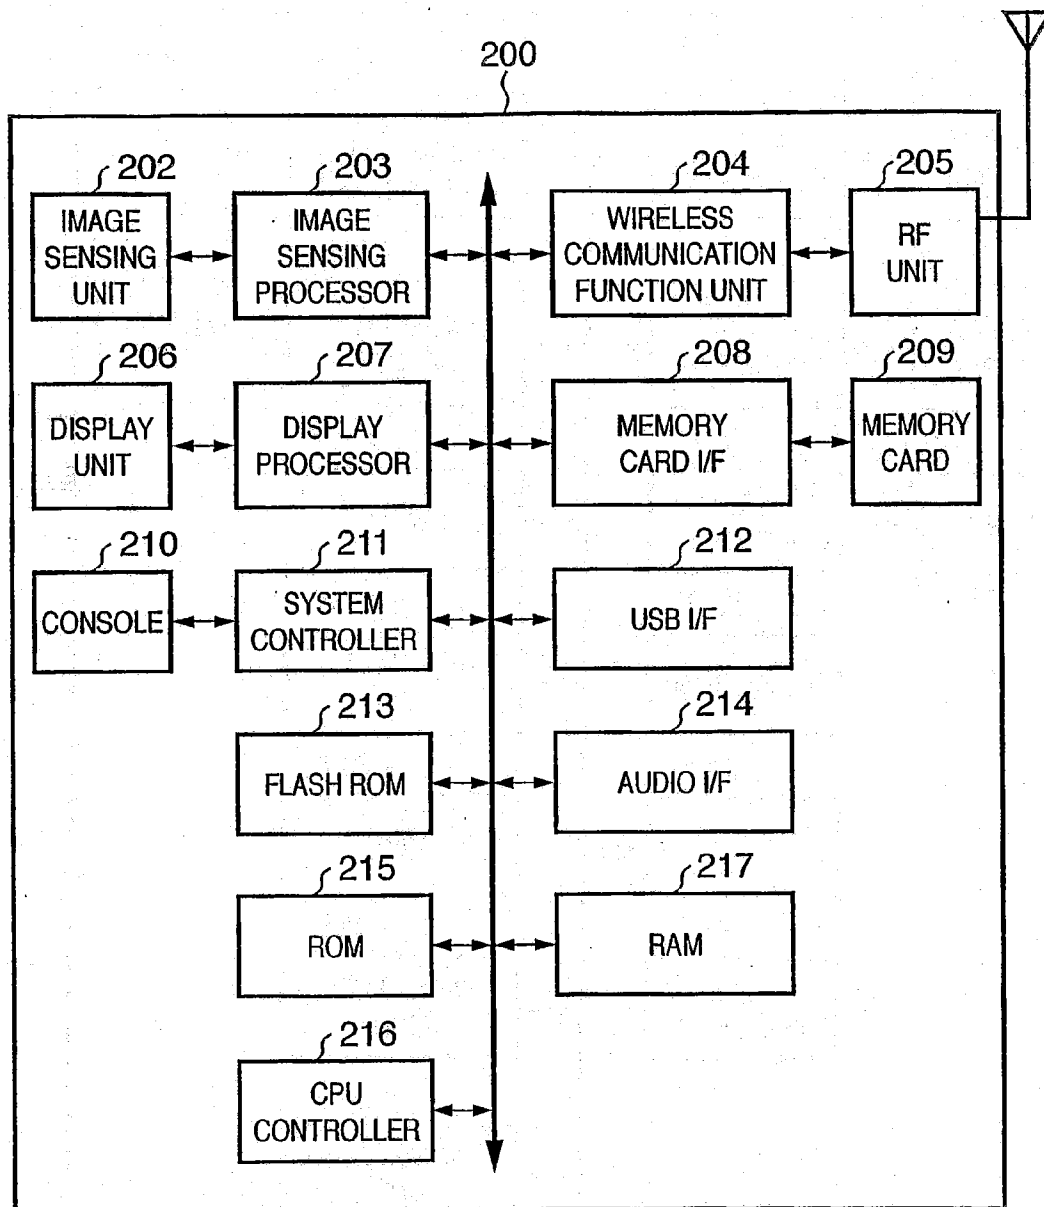 200
202
203
204
205
IMAGE
SENSING
UNIT
IMAGE
SENSING
PROCESSOR
WIRELESS
COMMUNICATION
FUNCTION UNIT
RF
UNIT
206
207
208
209
DISPLAY
UNIT
DISPLAY
PROCESSOR
MEMORY
CARD I/F
MEMORY
CARD
210
211
212
CONSOLE
SYSTEM
CONTROLLER
USB I/F
213
214
FLASH ROM
AUDIO I/F
215
217
ROM
RAM
216
CPU
CONTROLLER